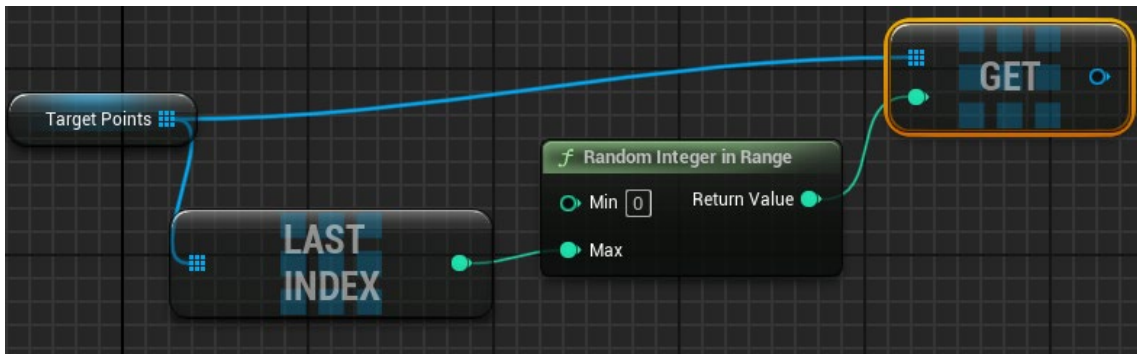 GET
Target Points
f Random Integer in Range
Min 0
Return Value
Max
LAST
INDEX